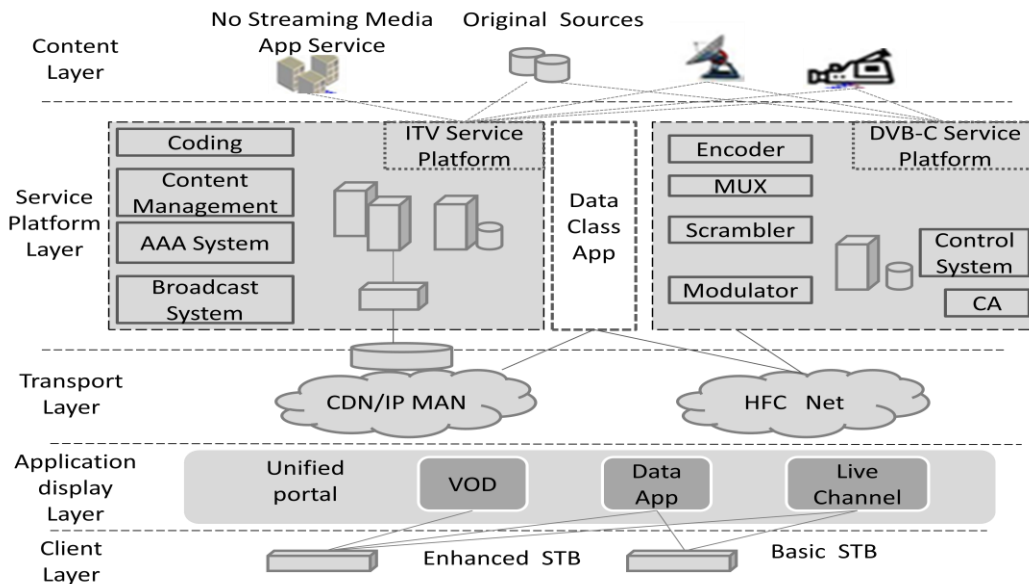 No Streaming Media
App Service
Original Sources
Content
Layer
Service
Platform
Layer
Coding
Content
Management
AAA System
Broadcast
System
ITV Service
Platform
Data
Class
App
Encoder
MUX
Scrambler
Modulator
DVB-C Service
Platform
Control
System
CA
Transport
Layer
CDN/IP MAN
HFC Net
Application
display
Layer
Unified
portal
VOD
Data
App
Live
Channel
Client
Layer
Enhanced STB
Basic STB